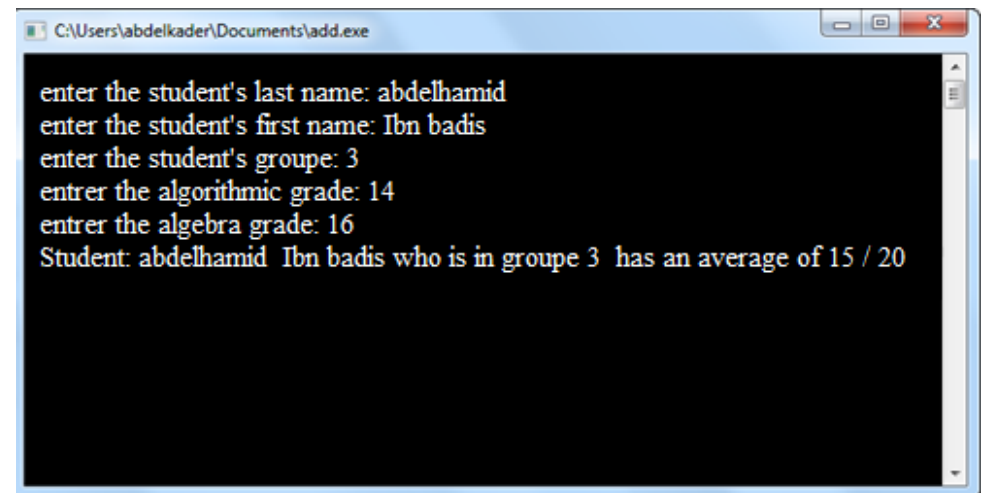 C:\Users\abdelkader\Documents\add.exe
enter the student's last name: abdelhamid
enter the student's first name: Ibn badis
enter the student's groupe: 3
entrer the algorithmic grade: 14
entrer the algebra grade: 16
Student: abdelhamid  Ibn badis who is in groupe 3  has an average of 15 / 20